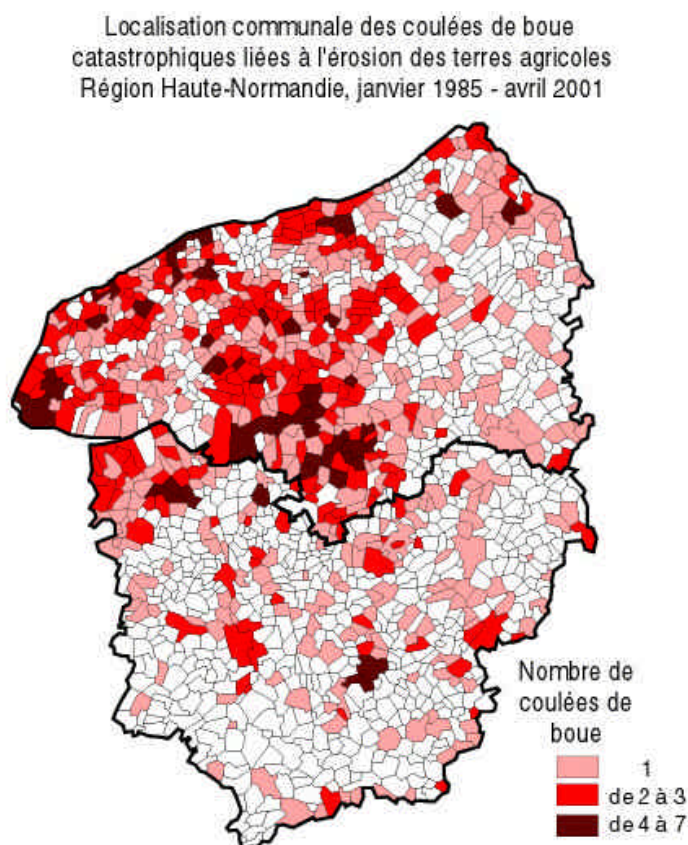 Localisation communale des coulées de boue
catastrophiques liées à l'érosion des terres agricoles
Région Haute-Normandie, janvier 1985 - avril 2001
Nombre de
coulées de
boue
1
de 2 à 3
de 4 à 7